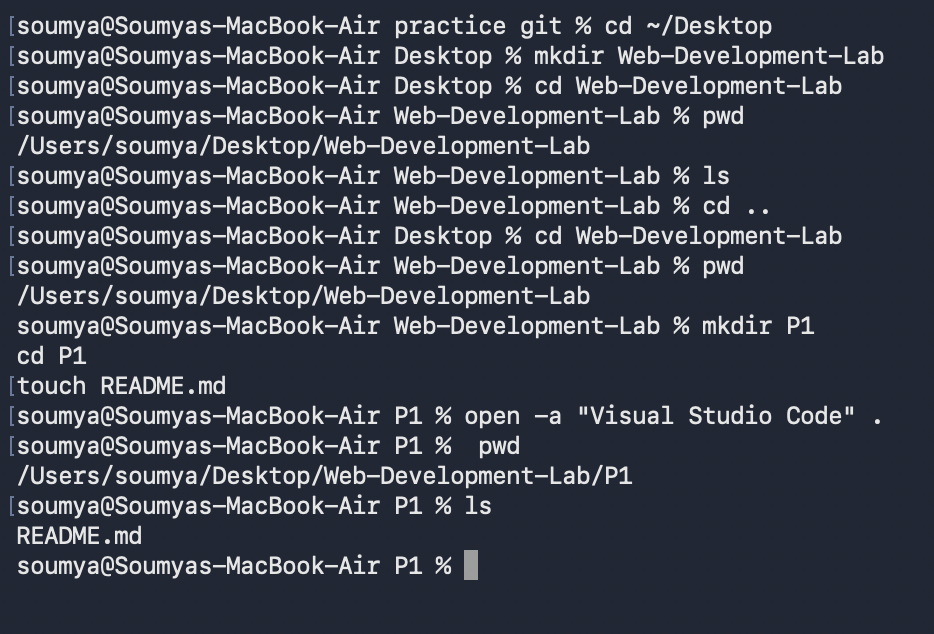 [soumya@Soumyas-MacBook-Air practice git % cd ~/Desktop
[soumya@Soumyas-MacBook-Air Desktop % mkdir Web-Development-Lab
[soumya@Soumyas-MacBook-Air Desktop % cd Web-Development-Lab
[soumya@Soumyas-MacBook-Air Web-Development-Lab % pwd
/Users/soumya/Desktop/Web-Development-Lab
[soumya@Soumyas-MacBook-Air Web-Development-Lab % ls
[soumya@Soumyas-MacBook-Air Web-Development-Lab % cd ..
[soumya@Soumyas-MacBook-Air Desktop % cd Web-Development-Lab
[soumya@Soumyas-MacBook-Air Web-Development-Lab % pwd
/Users/soumya/Desktop/Web-Development-Lab
soumya@Soumyas-MacBook-Air Web-Development-Lab % mkdir P1
cd P1
[touch README.md
[soumya@Soumyas-MacBook-Air P1 % open -a "Visual Studio Code" .
[soumya@Soumyas-MacBook-Air P1 %  pwd
/Users/soumya/Desktop/Web-Development-Lab/P1
[soumya@Soumyas-MacBook-Air P1 % ls
README.md
soumya@Soumyas-MacBook-Air P1 %